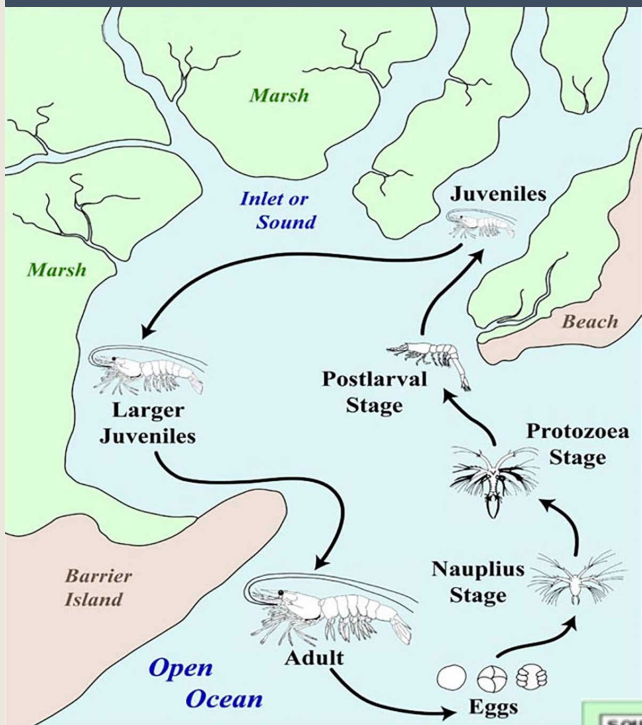 Marsh
Inlet or
Sound
Juveniles
Marsh
Beach
Postlarval
Stage
Larger
Juveniles
Protozoea
Stage
Nauplius
Stage
Barrier
Island
Adult
Open
Ocean
Eggs